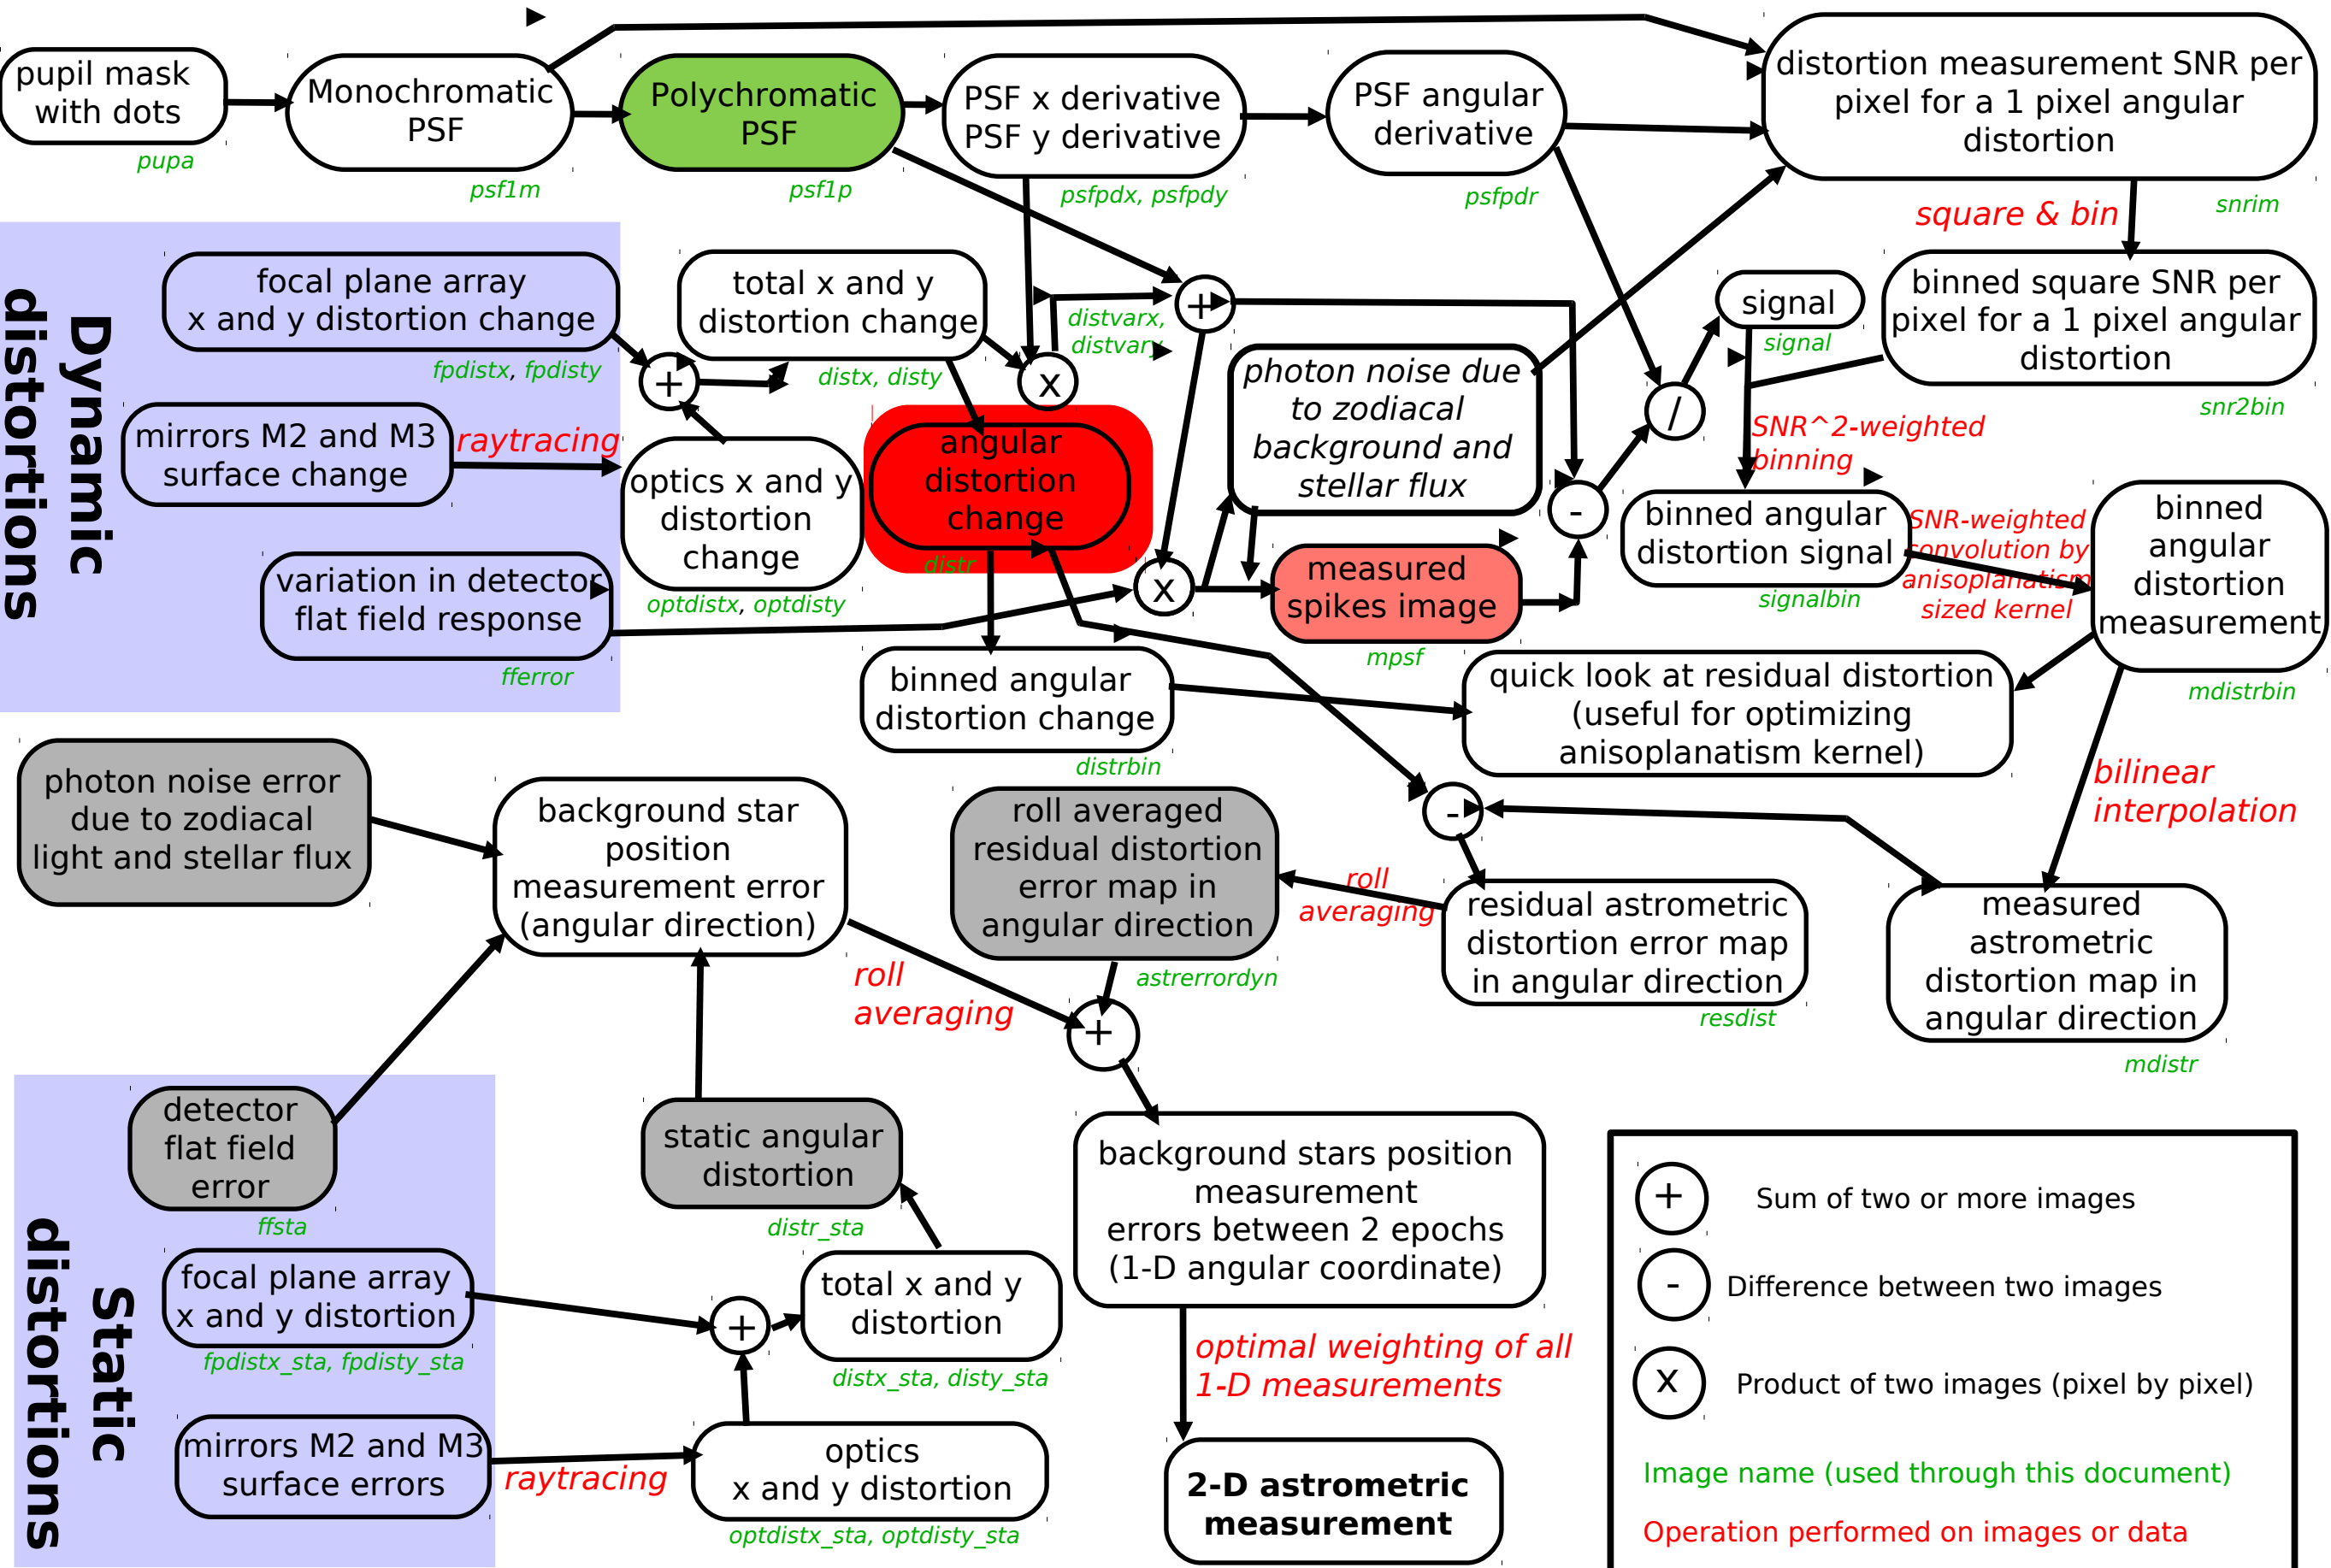 pupil mask
with dots
pupa
Monochromatic
PSF
psf1m
Polychromatic
PSF
psf1p
PSF x derivative
PSF y derivative
psfpdx, psfpdy
PSF angular
derivative
psfpdr
distortion measurement SNR per
pixel for a 1 pixel angular
distortion
snrim
square & bin
Dynamic
distortions
focal plane array
x and y distortion change
fpdistx, fpdisty
mirrors M2 and M3
surface change
raytracing
variation in detector
flat field response
fferror
+
total x and y
distortion change
distx, disty
optics x and y
distortion
change
optdistx, optdisty
x
distvarx,
distvary
+
angular
distortion
change
distr
x
photon noise due
to zodiacal
background and
stellar flux
measured
spikes image
mpsf
-
/
signal
signal
binned square SNR per
pixel for a 1 pixel angular
distortion
snr2bin
SNR^2-weighted
binning
binned angular
distortion signal
signalbin
SNR-weighted
convolution by
anisoplanatism
sized kernel
binned
angular
distortion
measurement
mdistrbin
binned angular
distortion change
distrbin
quick look at residual distortion
(useful for optimizing
anisoplanatism kernel)
bilinear
interpolation
photon noise error
due to zodiacal
light and stellar flux
background star
position
measurement error
(angular direction)
roll averaged
residual distortion
error map in
angular direction
astrerrordyn
roll
averaging
-
residual astrometric
distortion error map
in angular direction
resdist
measured
astrometric
distortion map in
angular direction
mdistr
roll
averaging
+
Static
distortions
detector
flat field
error
ffsta
focal plane array
x and y distortion
fpdistx_sta, fpdisty_sta
mirrors M2 and M3
surface errors
raytracing
static angular
distortion
distr_sta
+
total x and y
distortion
distx_sta, disty_sta
optics
x and y distortion
optdistx_sta, optdisty_sta
background stars position
measurement
errors between 2 epochs
(1-D angular coordinate)
optimal weighting of all
1-D measurements
2-D astrometric
measurement
+ Sum of two or more images
- Difference between two images
x Product of two images (pixel by pixel)
Image name (used through this document)
Operation performed on images or data